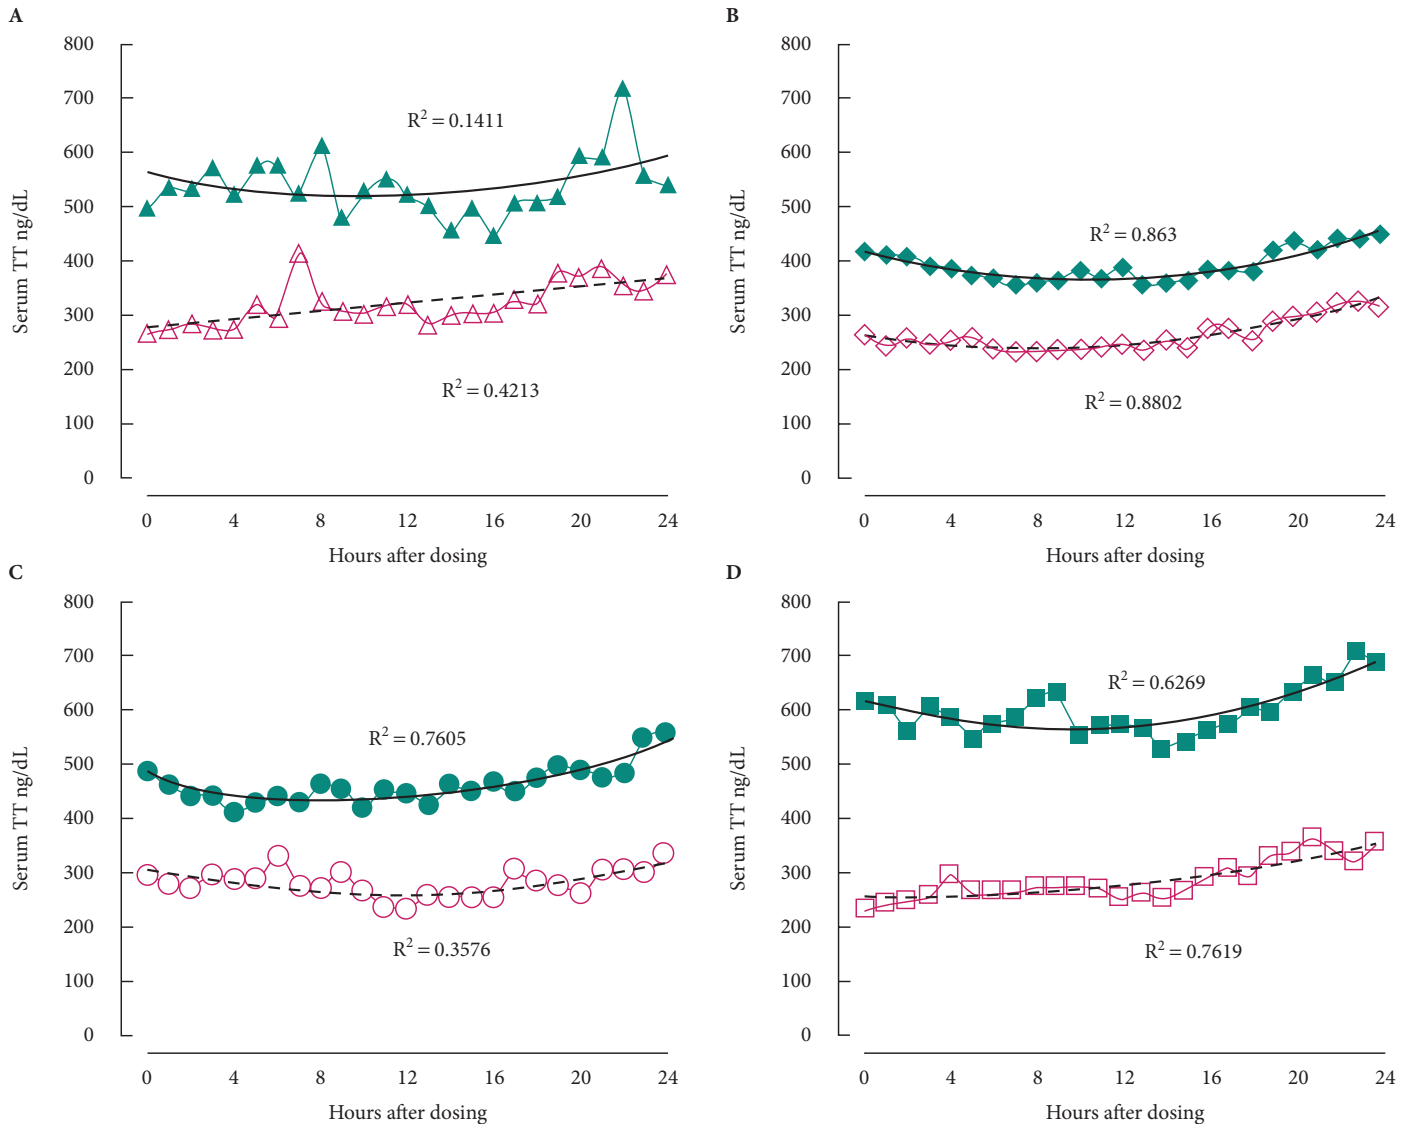 A
800
700
600
500
400
300
200
100
0
Serum TT ng/dL
R² = 0.1411
R² = 0.4213
0 4 8 12 16 20 24
Hours after dosing
B
800
700
600
500
400
300
200
100
0
Serum TT ng/dL
R² = 0.863
R² = 0.8802
0 4 8 12 16 20 24
Hours after dosing
C
800
700
600
500
400
300
200
100
0
Serum TT ng/dL
R² = 0.7605
R² = 0.3576
0 4 8 12 16 20 24
Hours after dosing
D
800
700
600
500
400
300
200
100
0
Serum TT ng/dL
R² = 0.6269
R² = 0.7619
0 4 8 12 16 20 24
Hours after dosing